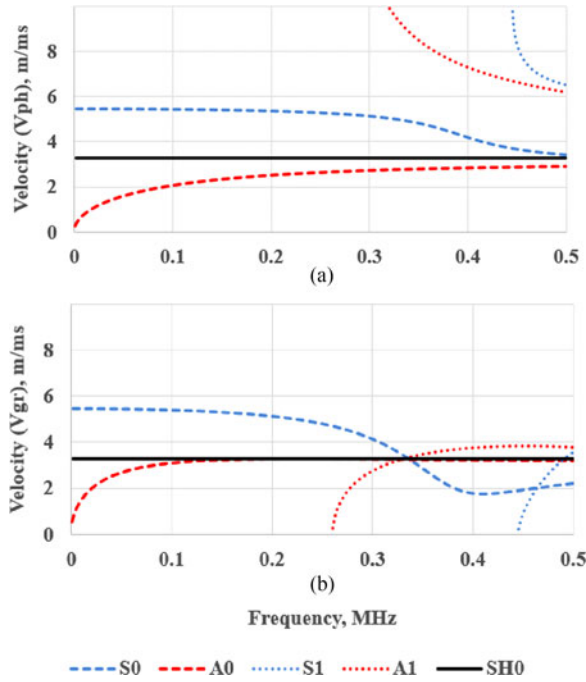 Velocity (Vph), m/ms
8
6
4
2
0
0 0.1 0.2 0.3 0.4 0.5
(a)
Velocity (Vgr), m/ms
8
6
4
2
0
0 0.1 0.2 0.3 0.4 0.5
(b)
Frequency, MHz
S0 A0 S1 A1 SH0